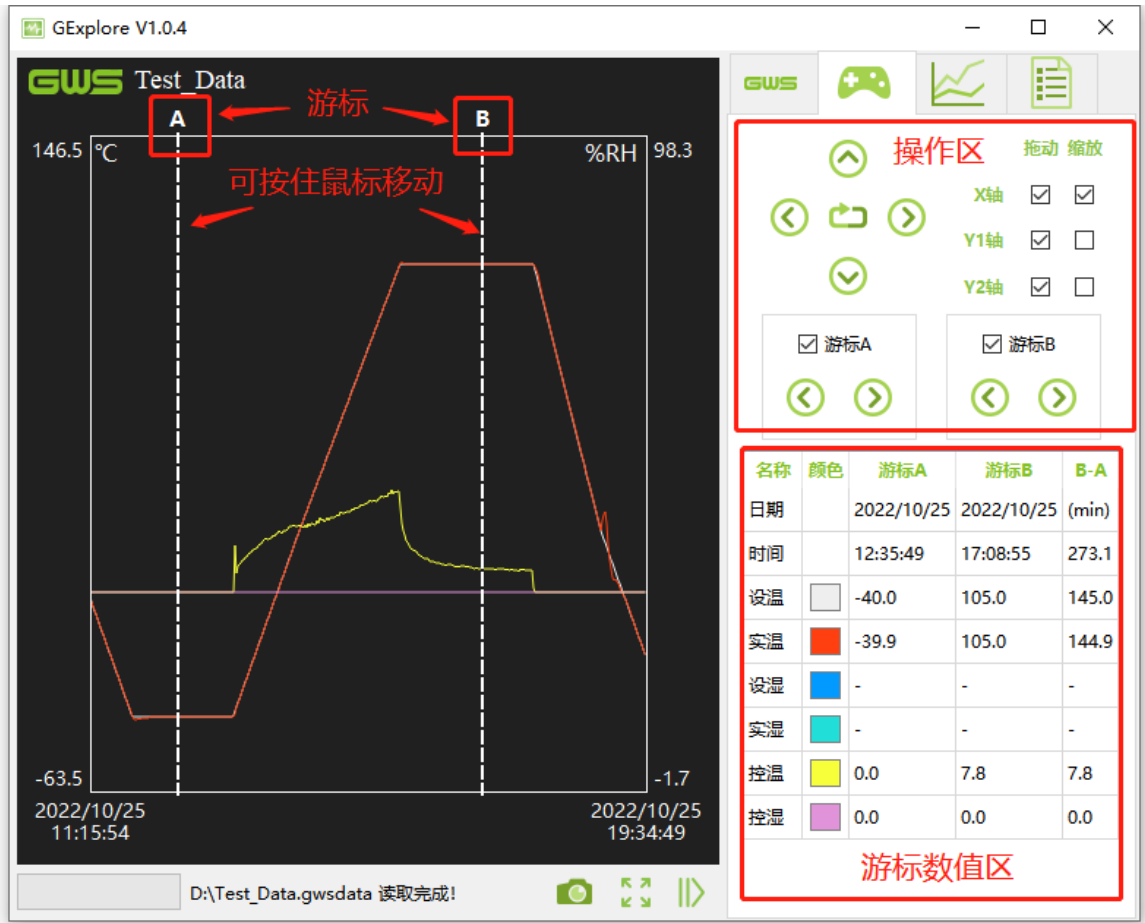 GExplore V1.0.4
GWS Test_Data
游标
A
B
146.5 ℃
%RH 98.3
可按住鼠标移动
-63.5
-1.7
2022/10/25
11:15:54
2022/10/25
19:34:49
D:\Test_Data.gwsdata 读取完成!
GWS
操作区
拖动 缩放
X轴
Y1轴
Y2轴
游标A
游标B
名称 颜色 游标A 游标B B-A
日期 2022/10/25 2022/10/25 (min)
时间 12:35:49 17:08:55 273.1
设温 -40.0 105.0 145.0
实温 -39.9 105.0 144.9
设湿 - - -
实湿 - - -
控温 0.0 7.8 7.8
控湿 0.0 0.0 0.0
游标数值区